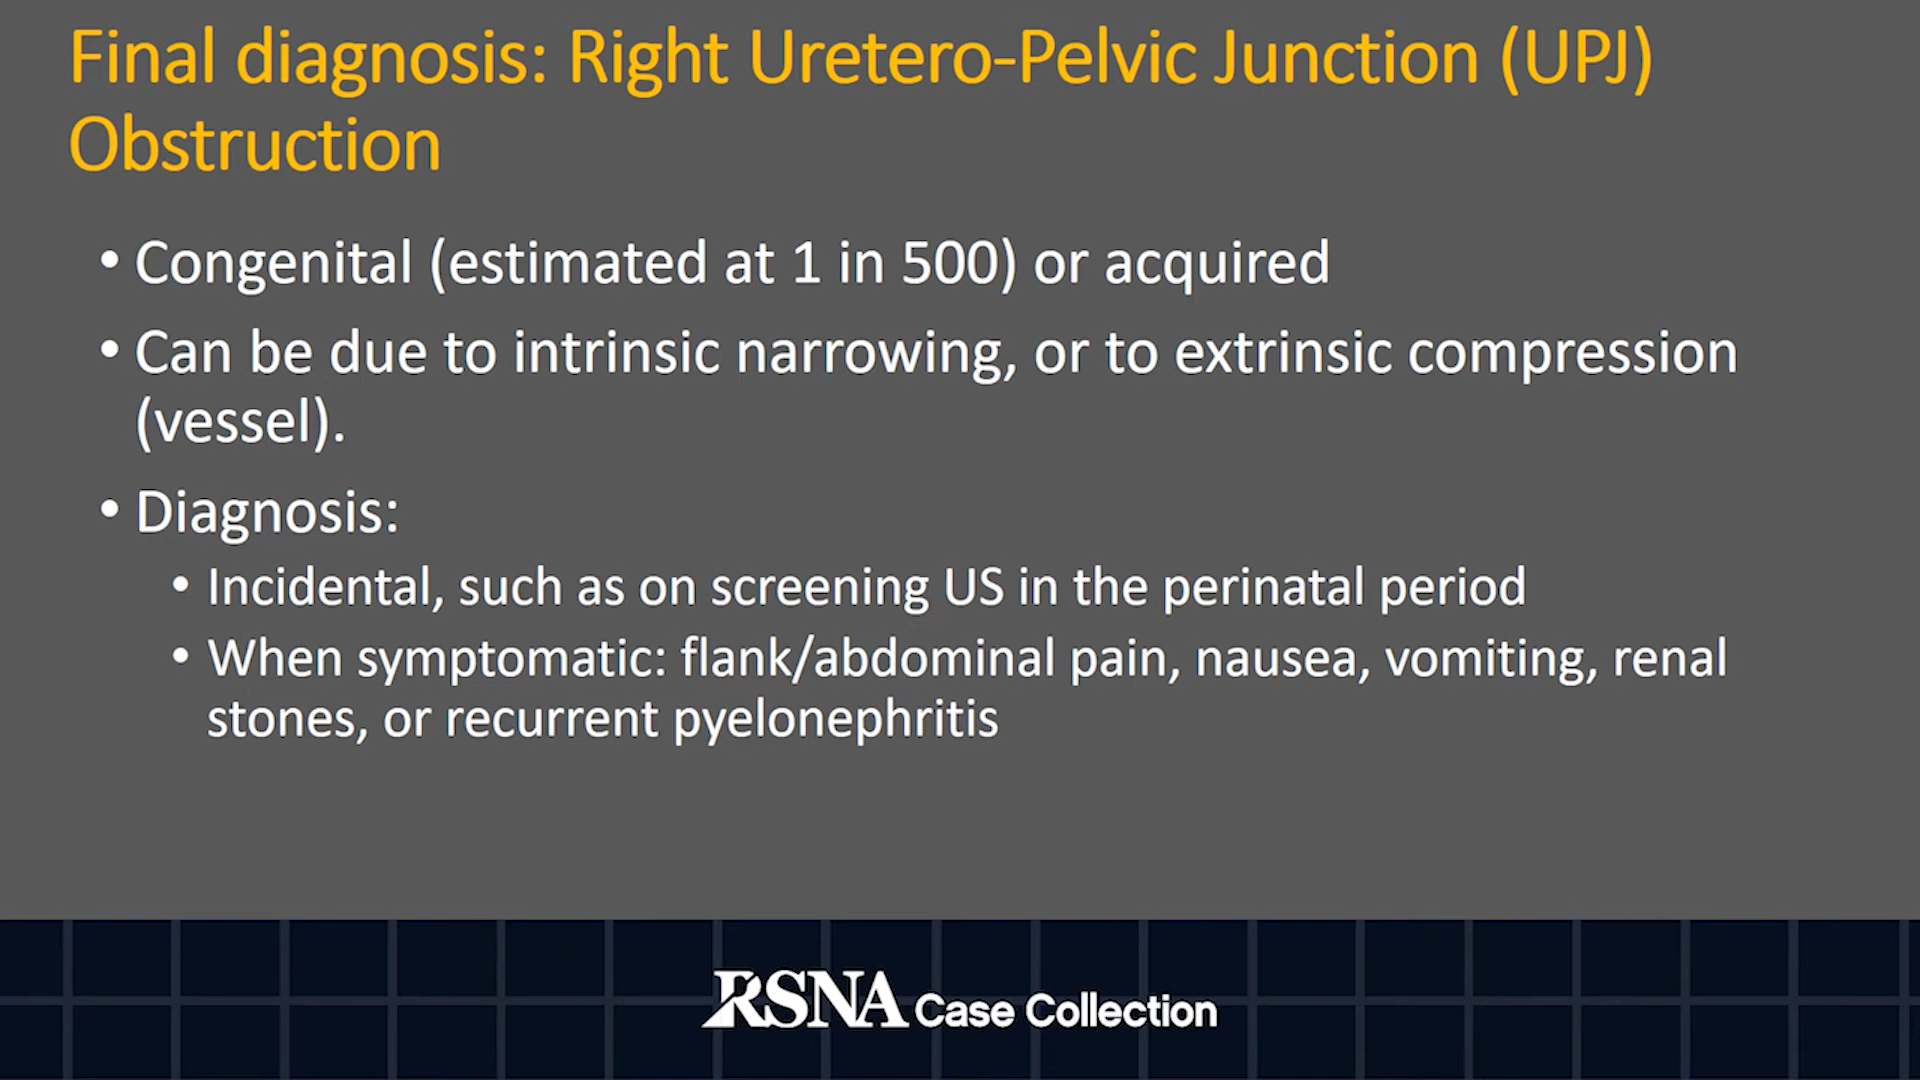 Final diagnosis: Right Uretero-Pelvic Junction (UPJ)
Obstruction
• Congenital (estimated at 1 in 500) or acquired
• Can be due to intrinsic narrowing, or to extrinsic compression
(vessel).
• Diagnosis:
• Incidental, such as on screening US in the perinatal period
• When symptomatic: flank/abdominal pain, nausea, vomiting, renal
stones, or recurrent pyelonephritis
RSNA Case Collection